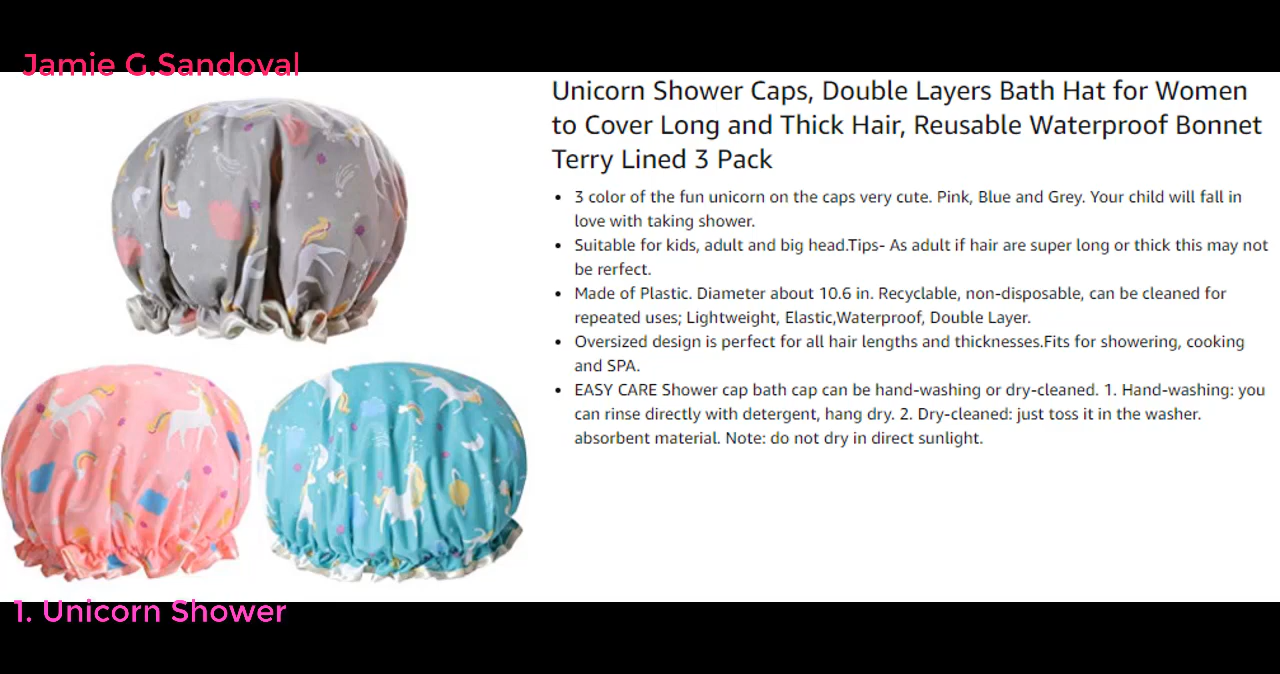 Jamie G.Sandoval
Unicorn Shower Caps, Double Layers Bath Hat for Women
to Cover Long and Thick Hair, Reusable Waterproof Bonnet
Terry Lined 3 Pack
• 3 color of the fun unicorn on the caps very cute. Pink, Blue and Grey. Your child will fall in
love with taking shower.
• Suitable for kids, adult and big head.Tips- As adult if hair are super long or thick this may not
be rerfect.
• Made of Plastic. Diameter about 10.6 in. Recyclable, non-disposable, can be cleaned for
repeated uses; Lightweight, Elastic,Waterproof, Double Layer.
• Oversized design is perfect for all hair lengths and thicknesses.Fits for showering, cooking
and SPA.
• EASY CARE Shower cap bath cap can be hand-washing or dry-cleaned. 1. Hand-washing: you
can rinse directly with detergent, hang dry. 2. Dry-cleaned: just toss it in the washer.
absorbent material. Note: do not dry in direct sunlight.
1. Unicorn Shower